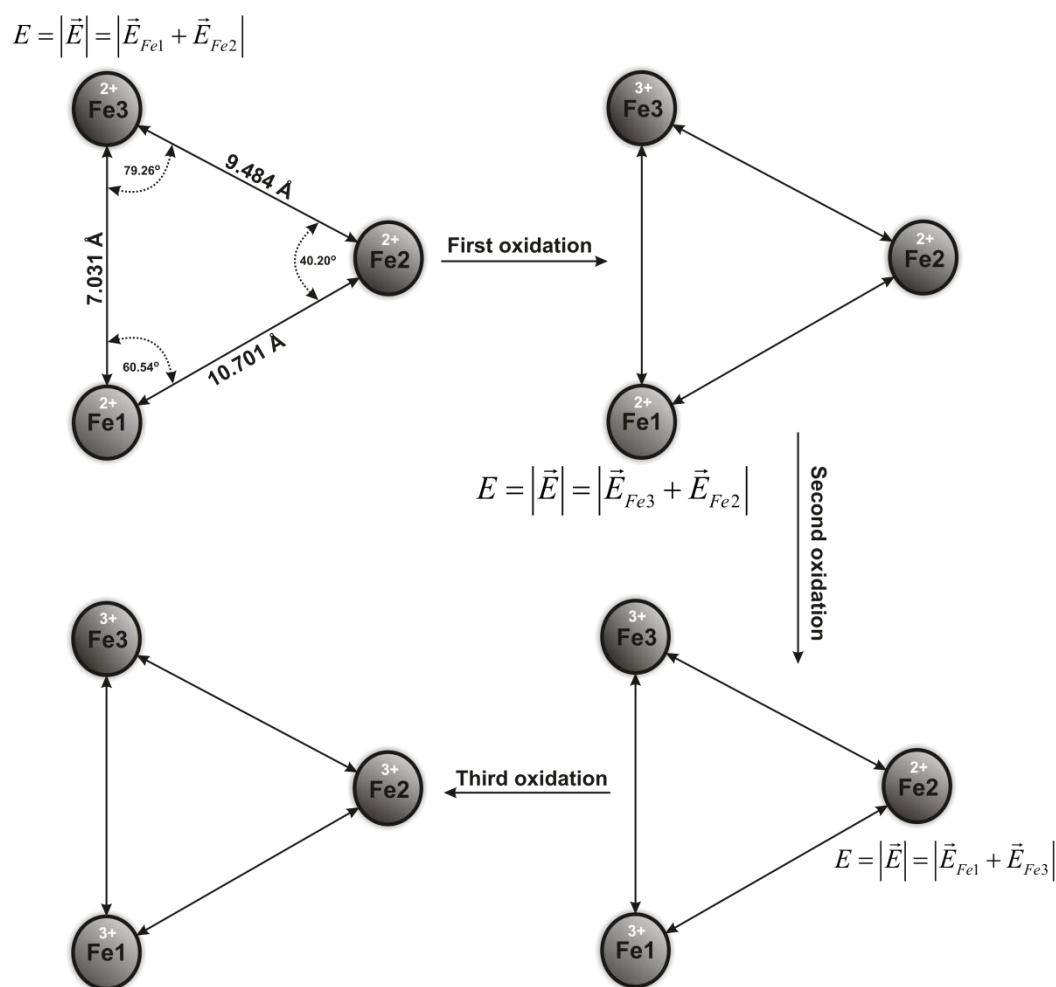 E = |E⃗| = |E⃗_{Fe1} + E⃗_{Fe2}|
2+
Fe3
79.26°
9.484 Å
7.031 Å
2+
Fe2
40.20°
60.54°
10.701 Å
2+
Fe1
First oxidation
3+
Fe3
2+
Fe2
2+
Fe1
E = |E⃗| = |E⃗_{Fe3} + E⃗_{Fe2}|
Second oxidation
3+
Fe3
2+
Fe2
E = |E⃗| = |E⃗_{Fe1} + E⃗_{Fe3}|
3+
Fe1
Third oxidation
3+
Fe3
3+
Fe2
3+
Fe1